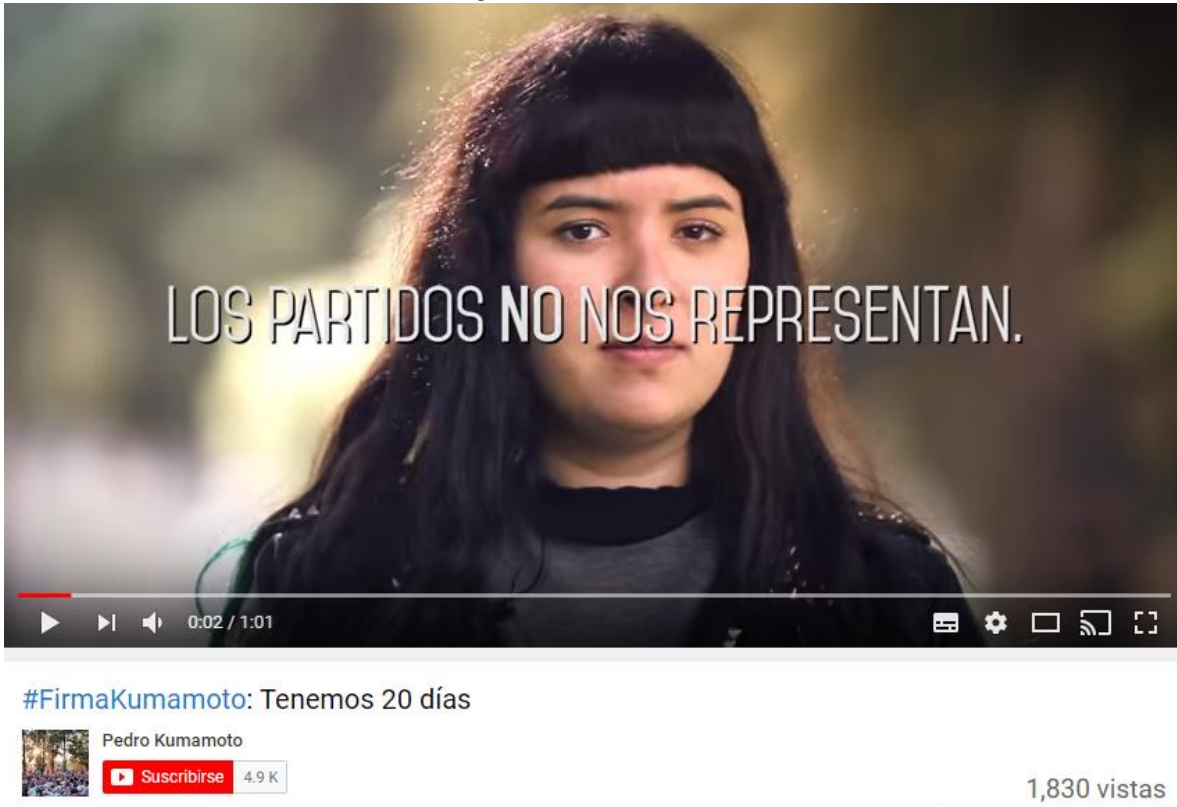 LOS PARTIDOS NO NOS REPRESENTAN.
0:02 / 1:01
#FirmaKumamoto: Tenemos 20 días
Pedro Kumamoto
Suscribirse 4.9 K
1,830 vistas